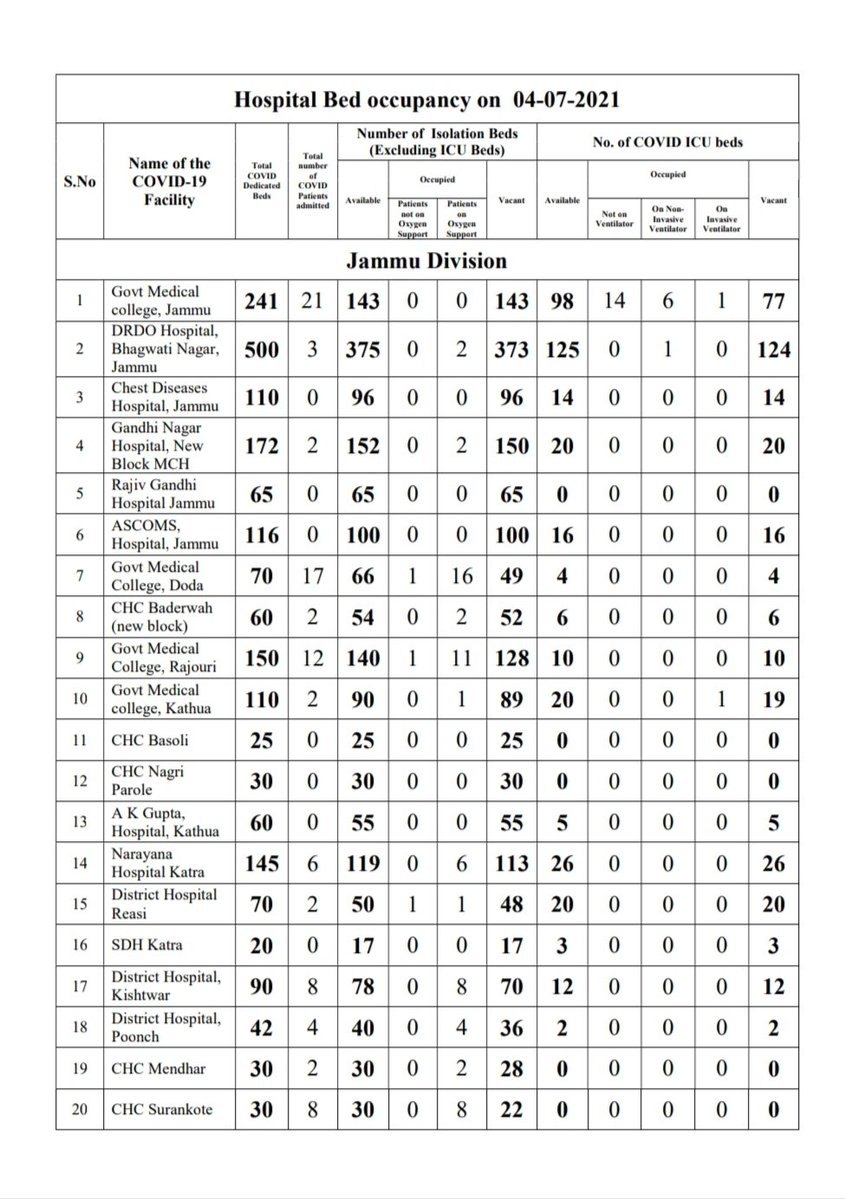 Hospital Bed occupancy on 04-07-2021
S.No
Name of the
COVID-19
Facility
Total
COVID
Dedicated
Beds
Total
number
of
COVID
Patients
admitted
Number of Isolation Beds
(Excluding ICU Beds)
Available
Occupied
Patients
not on
Oxygen
Support
Patients
on
Oxygen
Support
Vacant
No. of COVID ICU beds
Available
Occupied
Not on
Ventilator
On Non-
Invasive
Ventilator
On
Invasive
Ventilator
Vacant
Jammu Division
1 Govt Medical
college, Jammu 241 21 143 0 0 143 98 14 6 1 77
DRDO Hospital,
2 Bhagwati Nagar, 500 3 375 0 2 373 125 0 1 0 124
Jammu
3 Chest Diseases
Hospital, Jammu 110 0 96 0 0 96 14 0 0 0 14
Gandhi Nagar
4 Hospital, New 172 2 152 0 2 150 20 0 0 0 20
Block MCH
5 Rajiv Gandhi
Hospital Jammu 65 0 65 0 0 65 0 0 0 0 0
6 ASCOMS,
Hospital, Jammu 116 0 100 0 0 100 16 0 0 0 16
7 Govt Medical
College, Doda 70 17 66 1 16 49 4 0 0 0 4
8 CHC Baderwah
(new block) 60 2 54 0 2 52 6 0 0 0 6
9 Govt Medical
College, Rajouri 150 12 140 1 11 128 10 0 0 0 10
10 Govt Medical
college, Kathua 110 2 90 0 1 89 20 0 0 1 19
11 CHC Basoli 25 0 25 0 0 25 0 0 0 0 0
12 CHC Nagri
Parole 30 0 30 0 0 30 0 0 0 0 0
13 A K Gupta,
Hospital, Kathua 60 0 55 0 0 55 5 0 0 0 5
14 Narayana
Hospital Katra 145 6 119 0 6 113 26 0 0 0 26
15 District Hospital
Reasi 70 2 50 1 1 48 20 0 0 0 20
16 SDH Katra 20 0 17 0 0 17 3 0 0 0 3
17 District Hospital,
Kishtwar 90 8 78 0 8 70 12 0 0 0 12
18 District Hospital,
Poonch 42 4 40 0 4 36 2 0 0 0 2
19 CHC Mendhar 30 2 30 0 2 28 0 0 0 0 0
20 CHC Surankote 30 8 30 0 8 22 0 0 0 0 0